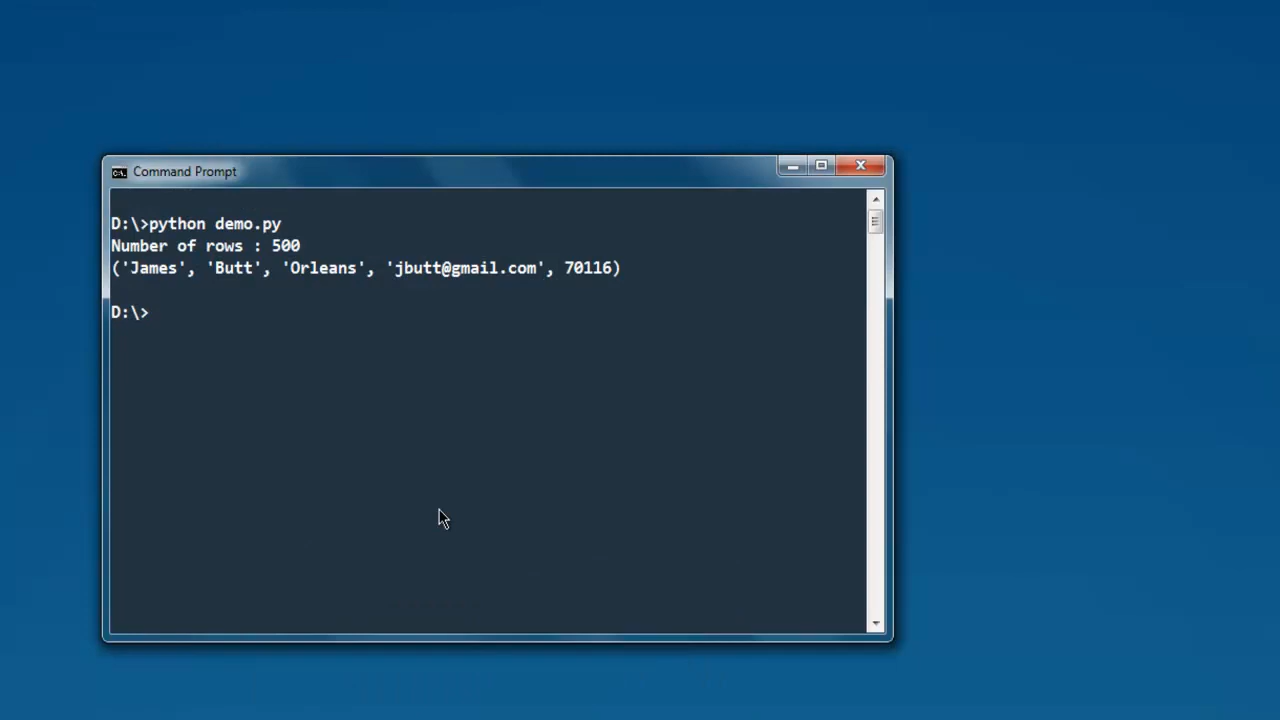 Command Prompt
D:\>python demo.py
Number of rows : 500
('James', 'Butt', 'Orleans', 'jbutt@gmail.com', 70116)
D:\>